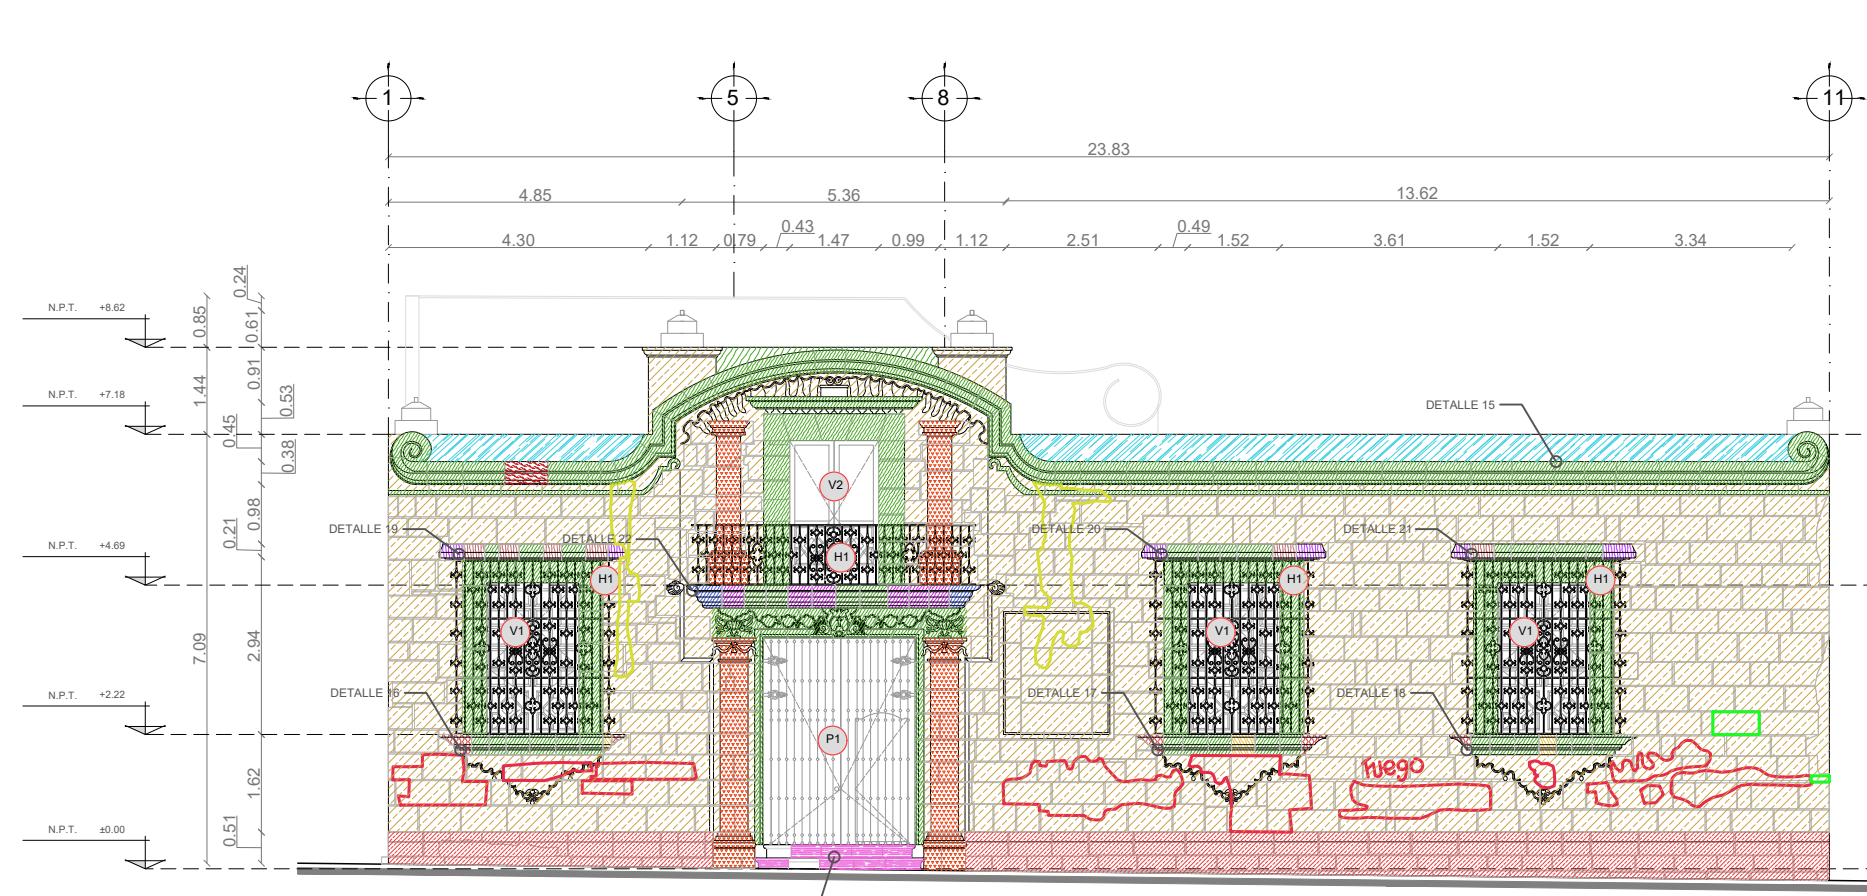 1 5 8 11
23.83
4.85 5.36 13.62
0.43 0.49
4.30 1.12 0.79 1.47 0.99 1.12 2.51 1.52 3.61 1.52 3.34
0.24
N.P.T. +8.62
0.85 0.61
0.91
N.P.T. +7.18
1.44 0.53
DETALLE 15
0.45 0.38
V2
0.98
0.21
DETALLE 19 DETALLE 22 DETALLE 20 DETALLE 21
N.P.T. +4.69
H1 H1 H1 H1
V1 V1 V1
7.09 2.94
DETALLE 16 DETALLE 17 DETALLE 18
N.P.T. +2.22
P1
Fuego
1.62
N.P.T. ±0.00
0.51